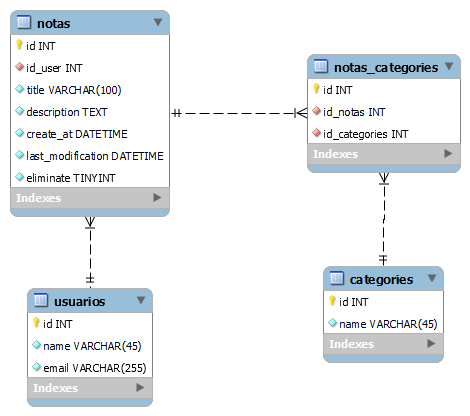 notas
id INT
id_user INT
title VARCHAR(100)
description TEXT
create_at DATETIME
last_modification DATETIME
eliminate TINYINT
Indexes
notas_categories
id INT
id_notas INT
id_categories INT
Indexes
usuarios
id INT
name VARCHAR(45)
email VARCHAR(255)
Indexes
categories
id INT
name VARCHAR(45)
Indexes